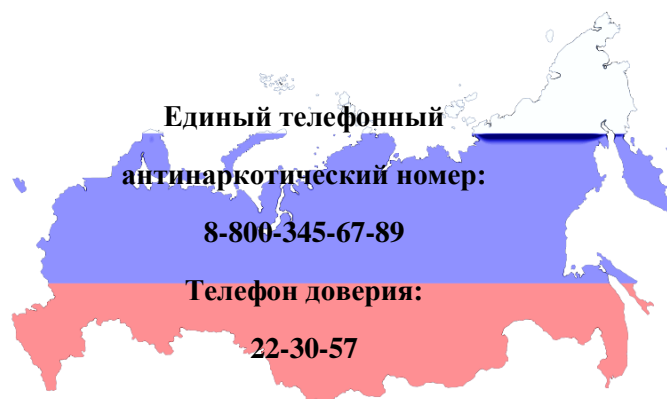 Единый телефонный
антинаркотический номер:
8-800-345-67-89
Телефон доверия:
22-30-57